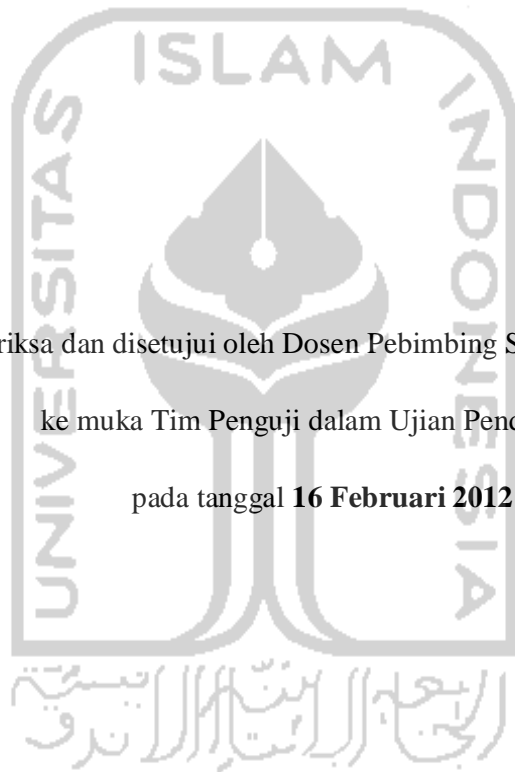 ISLAM
UNIVERSITAS
INDONESIA
riksa dan disetujui oleh Dosen Pebimbing S
ke muka Tim Penguji dalam Ujian Pend
pada tanggal 16 Februari 2012